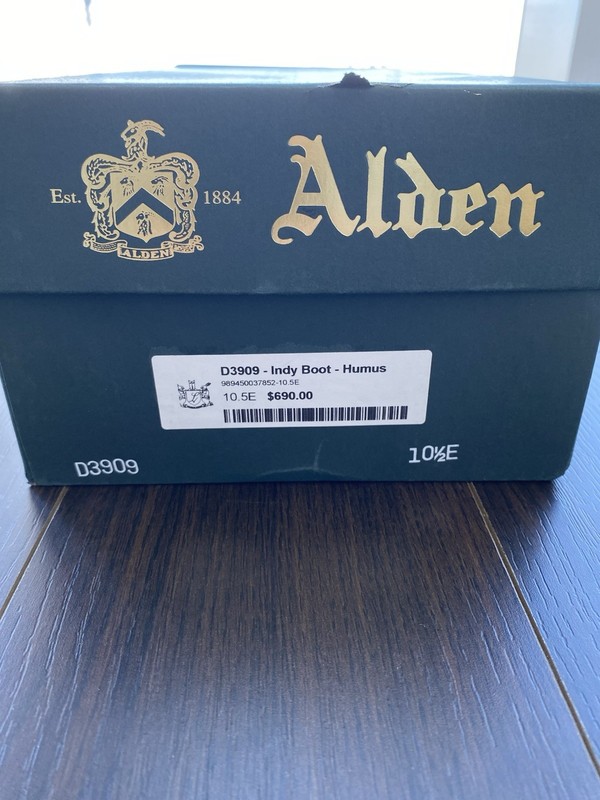 Est.
1884
ALDEN
Alden
D3909 - Indy Boot - Humus
989450037852-10.5E
10.5E $690.00
D3909
10½E